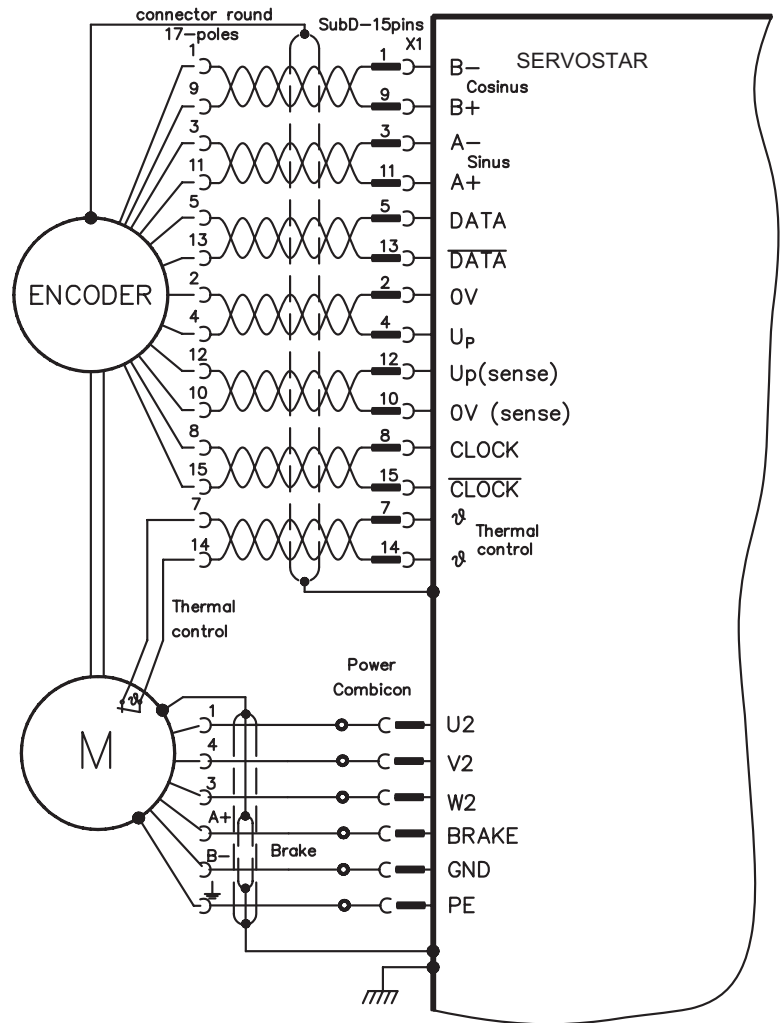 connector round
17-poles
SubD-15pins
X1
SERVOSTAR
1 1 B-
Cosinus
9 9 B+
3 3 A-
Sinus
11 11 A+
5 5 DATA
13 13 DATA
ENCODER
2 2 0V
4 4 UP
12 12 Up(sense)
10 10 0V (sense)
8 8 CLOCK
15 15 CLOCK
7 7 ϑ
Thermal
control
14 14 ϑ
Thermal
control
Power
Combicon
ϑ
M
1 U2
4 V2
3 W2
A+ BRAKE
Brake
B- GND
PE